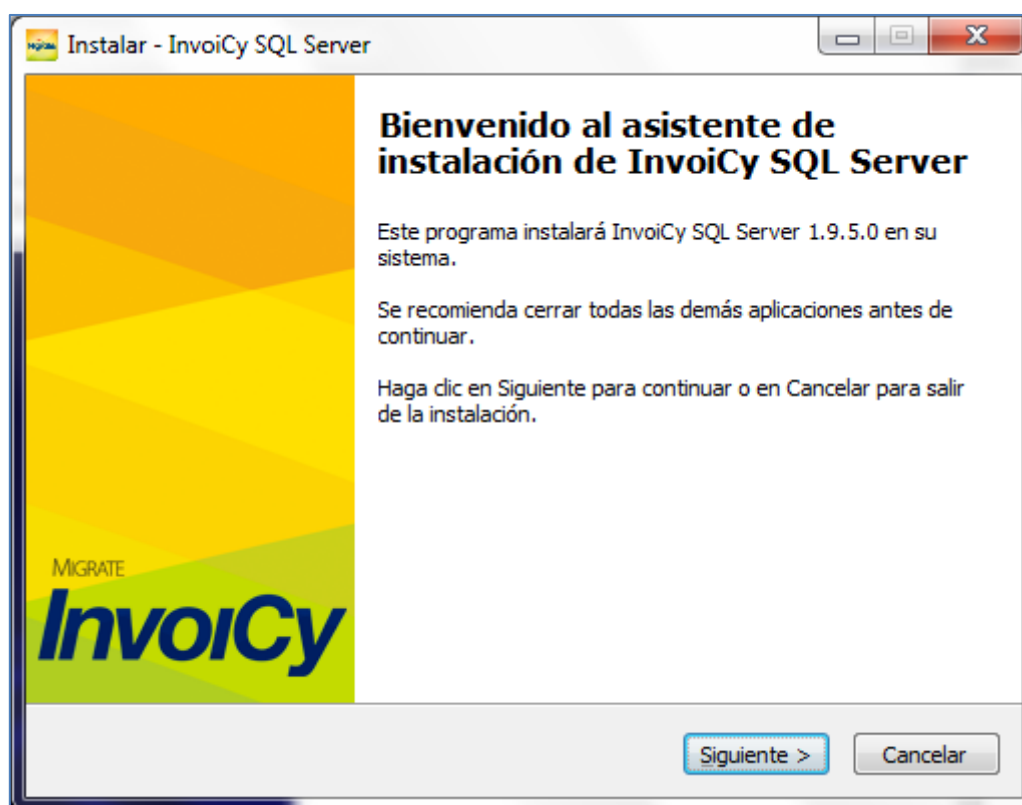 Instalar - InvoiCy SQL Server
Bienvenido al asistente de
instalación de InvoiCy SQL Server
Este programa instalará InvoiCy SQL Server 1.9.5.0 en su
sistema.
Se recomienda cerrar todas las demás aplicaciones antes de
continuar.
Haga clic en Siguiente para continuar o en Cancelar para salir
de la instalación.
MIGRATE
InvoiCy
Siguiente >
Cancelar